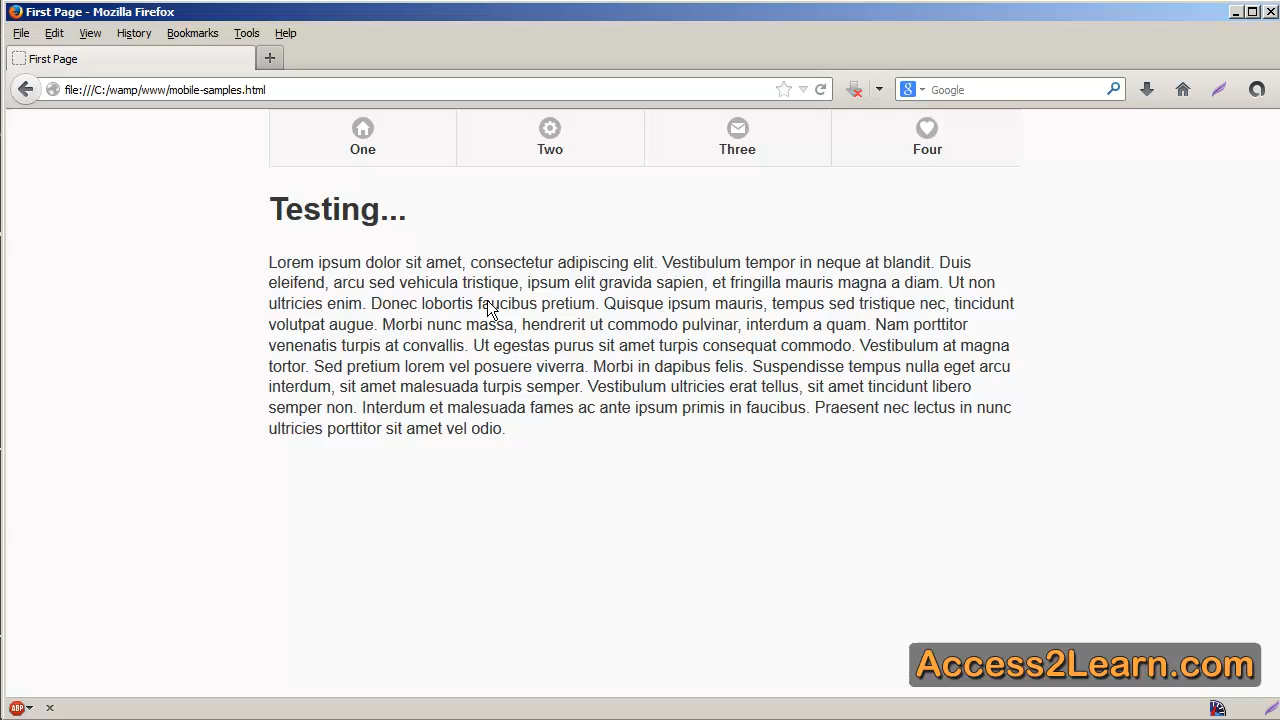 First Page - Mozilla Firefox
File Edit View History Bookmarks Tools Help
First Page
file:///C:/wamp/www/mobile-samples.html
Google
One Two Three Four
Testing...
Lorem ipsum dolor sit amet, consectetur adipiscing elit. Vestibulum tempor in neque at blandit. Duis
eleifend, arcu sed vehicula tristique, ipsum elit gravida sapien, et fringilla mauris magna a diam. Ut non
ultricies enim. Donec lobortis faucibus pretium. Quisque ipsum mauris, tempus sed tristique nec, tincidunt
volutpat augue. Morbi nunc massa, hendrerit ut commodo pulvinar, interdum a quam. Nam porttitor
venenatis turpis at convallis. Ut egestas purus sit amet turpis consequat commodo. Vestibulum at magna
tortor. Sed pretium lorem vel posuere viverra. Morbi in dapibus felis. Suspendisse tempus nulla eget arcu
interdum, sit amet malesuada turpis semper. Vestibulum ultricies erat tellus, sit amet tincidunt libero
semper non. Interdum et malesuada fames ac ante ipsum primis in faucibus. Praesent nec lectus in nunc
ultricies porttitor sit amet vel odio.
Access2Learn.com
ABP